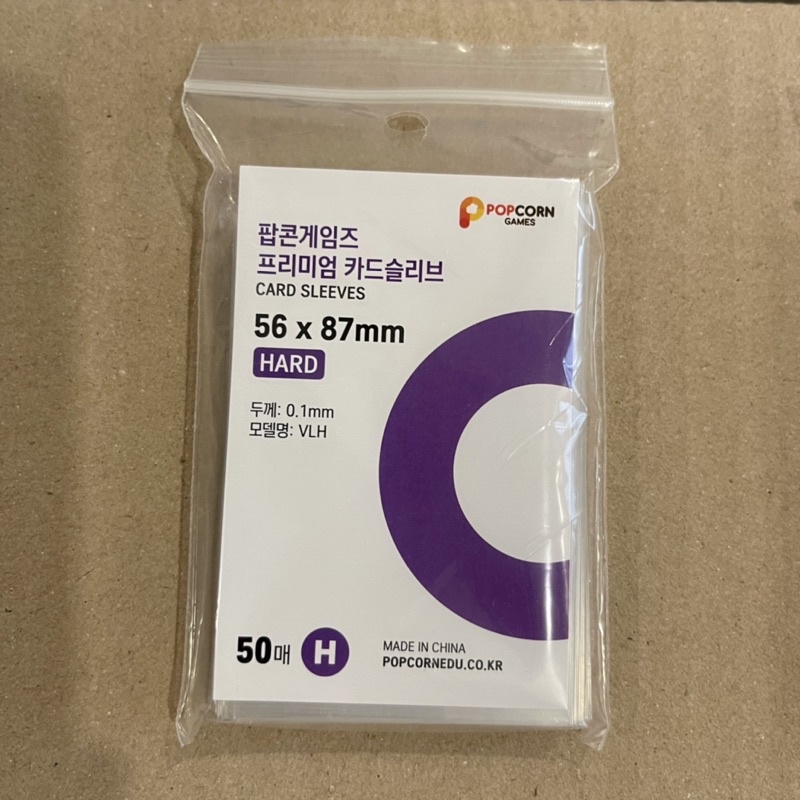 POPCORN
GAMES
팝콘게임즈
프리미엄 카드슬리브
CARD SLEEVES
56 x 87mm
HARD
두께: 0.1mm
모델명: VLH
50매 H
MADE IN CHINA
POPCORNEDU.CO.KR